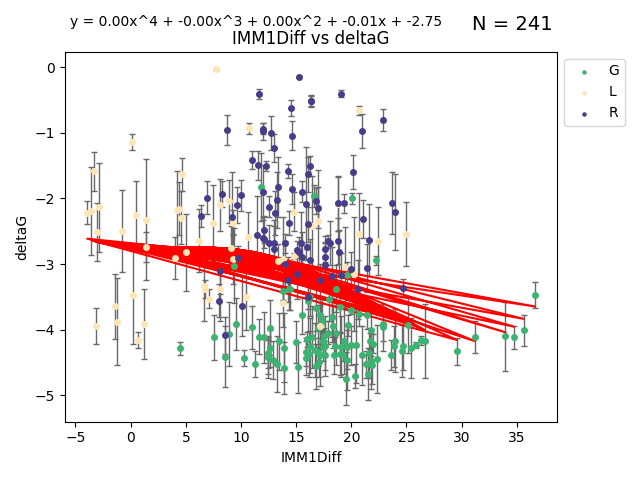 y = 0.00x^4 + -0.00x^3 + 0.00x^2 + -0.01x + -2.75
N = 241
IMM1Diff vs deltaG
G
L
R
deltaG
0
−1
−2
−3
−4
−5
−5 0 5 10 15 20 25 30 35
IMM1Diff